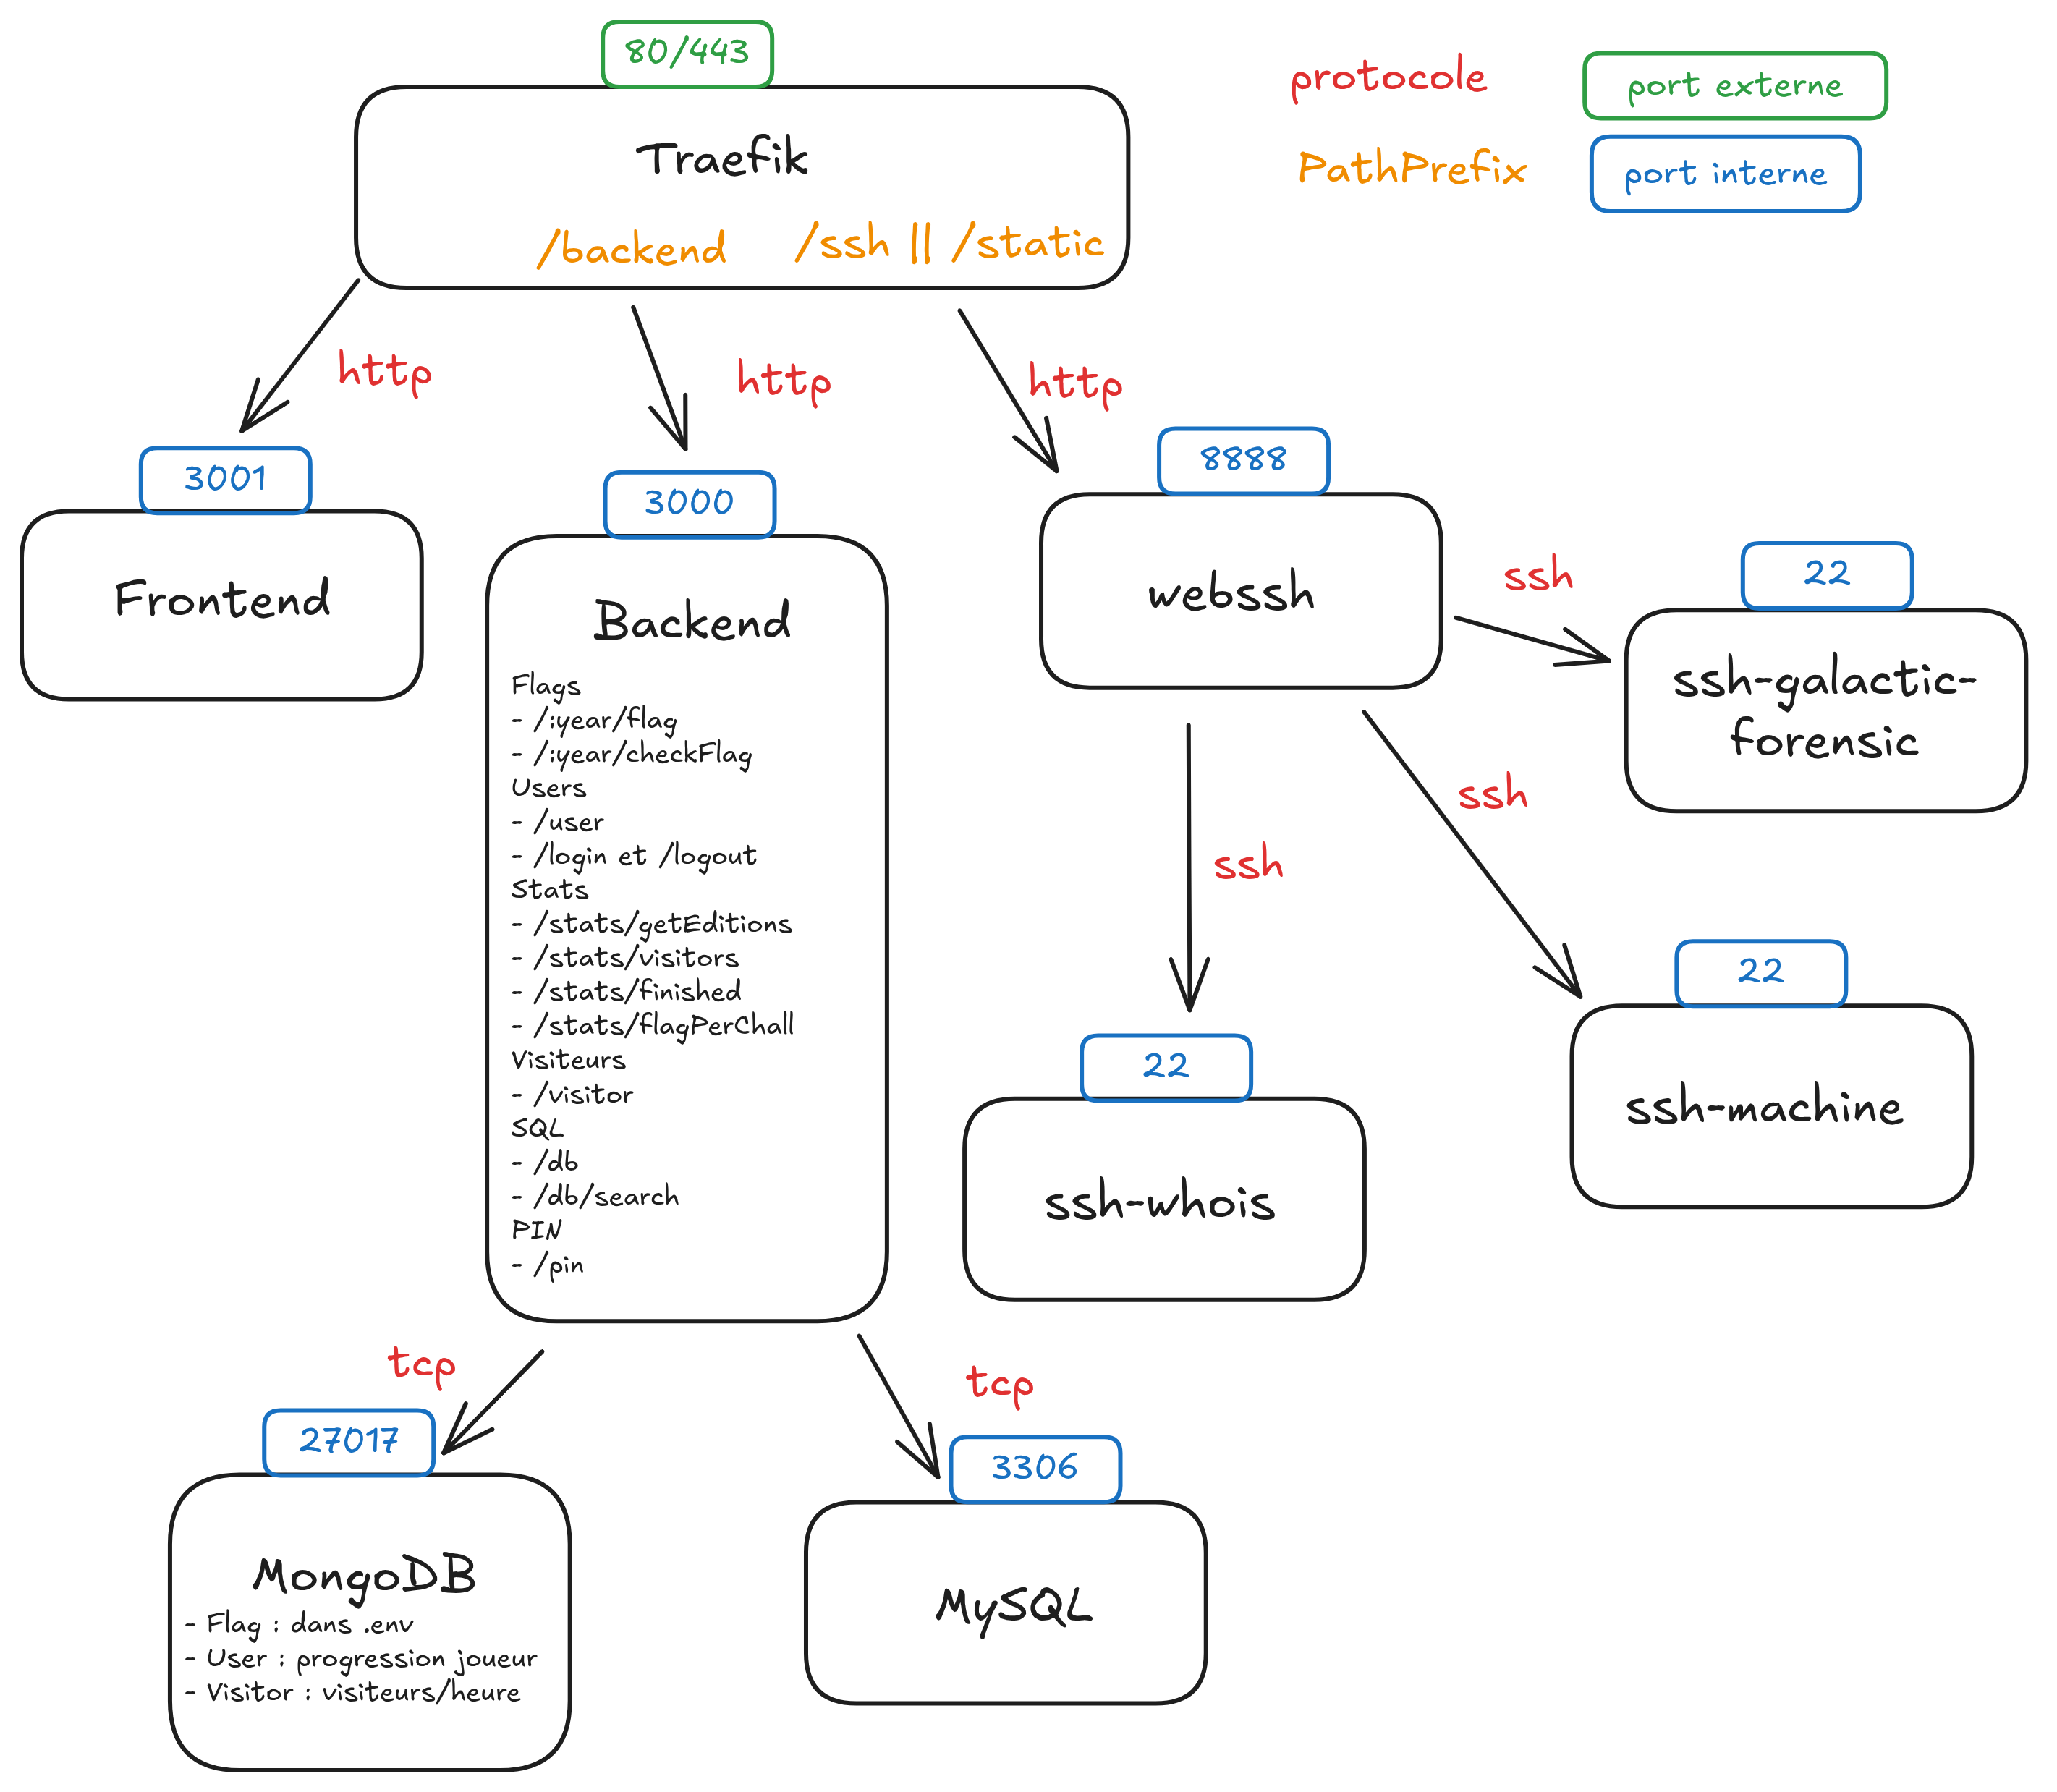 80/443
protocole
port externe
Traefik
PathPrefix
port interne
/backend
/ssh || /static
http
http
http
3001
3000
8888
Frontend
Backend
webssh
ssh
22
ssh-galactic-
forensic
Flags
- /:year/flag
- /:year/checkFlag
Users
- /user
- /login et /logout
Stats
- /stats/getEditions
- /stats/visitors
- /stats/finished
- /stats/flagPerChall
Visiteurs
- /visitor
SQL
- /db
- /db/search
PIN
- /pin
ssh
ssh
22
ssh-machine
22
ssh-whois
tcp
tcp
27017
3306
MongoDB
- Flag : dans .env
- User : progression joueur
- Visitor : visiteurs/heure
MySQL